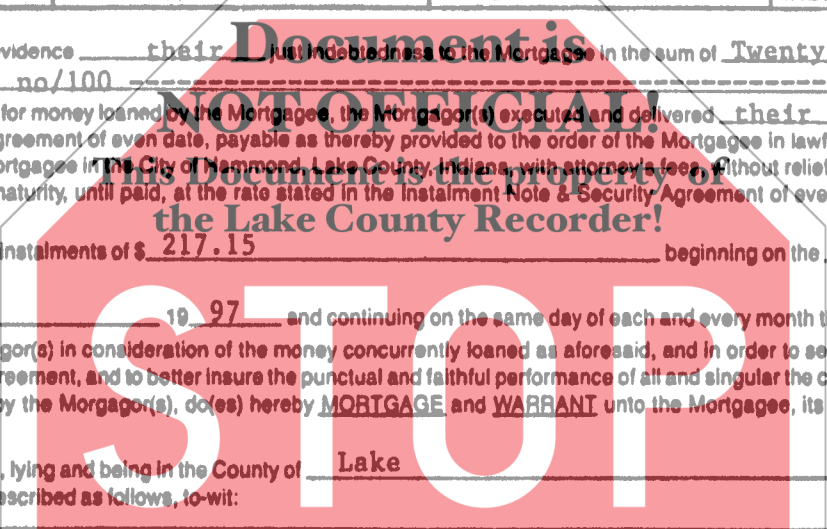 Document is
NOT OFFICIAL!
This Document is the property of
the Lake County Recorder!
STOP
vidence their just indebtedness to the Mortgagee in the sum of Twenty
no/100
for money loaned by the Mortgagee, the Mortgagor(s) executed and delivered their
greement of even date, payable as thereby provided to the order of the Mortgagee in lawf
ortgagee in the City of Hammond, Lake County, Indiana, with attorney's fees, without relief
maturity, until paid, at the rate stated in the Instalment Note & Security Agreement of eve
instalments of $ 217.15 beginning on the
19 97 and continuing on the same day of each and every month t
gor(s) in consideration of the money concurrently loaned as aforesaid, and in order to se
reement, and to better insure the punctual and faithful performance of all and singular the c
by the Morgagor(s), do(es) hereby MORTGAGE and WARRANT unto the Mortgagee, its
, lying and being in the County of Lake
escribed as follows, to-wit: